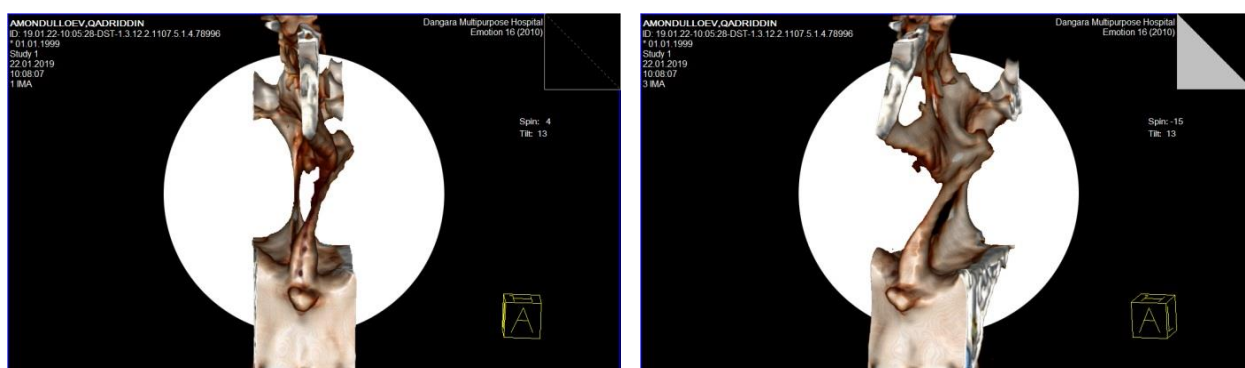 AMONDULLOEV,QADRIDDIN
ID: 19.01.22-10:05:28-DST-1.3.12.2.1107.5.1.4.78996
* 01.01.1999
Study 1
22.01.2019
10:08:07
1 IMA
Dangara Multipurpose Hospital
Emotion 16 (2010)
Spin: 4
Tilt: 13
A
AMONDULLOEV,QADRIDDIN
ID: 19.01.22-10:05:28-DST-1.3.12.2.1107.5.1.4.78996
* 01.01.1999
Study 1
22.01.2019
10:08:07
3 IMA
Dangara Multipurpose Hospital
Emotion 16 (2010)
Spin: -15
Tilt: 13
A